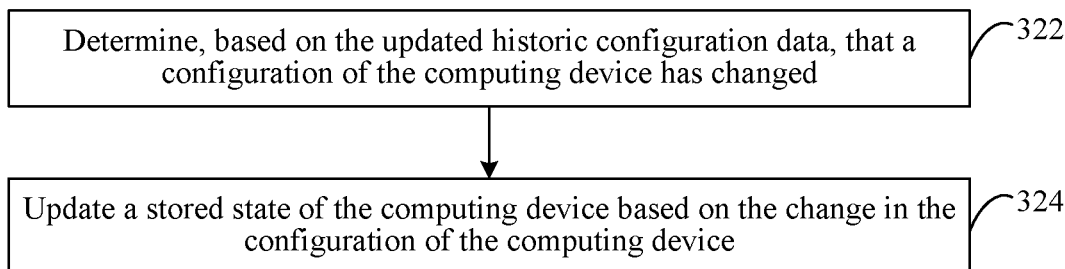 Determine, based on the updated historic configuration data, that a
configuration of the computing device has changed
322
Update a stored state of the computing device based on the change in the
configuration of the computing device
324